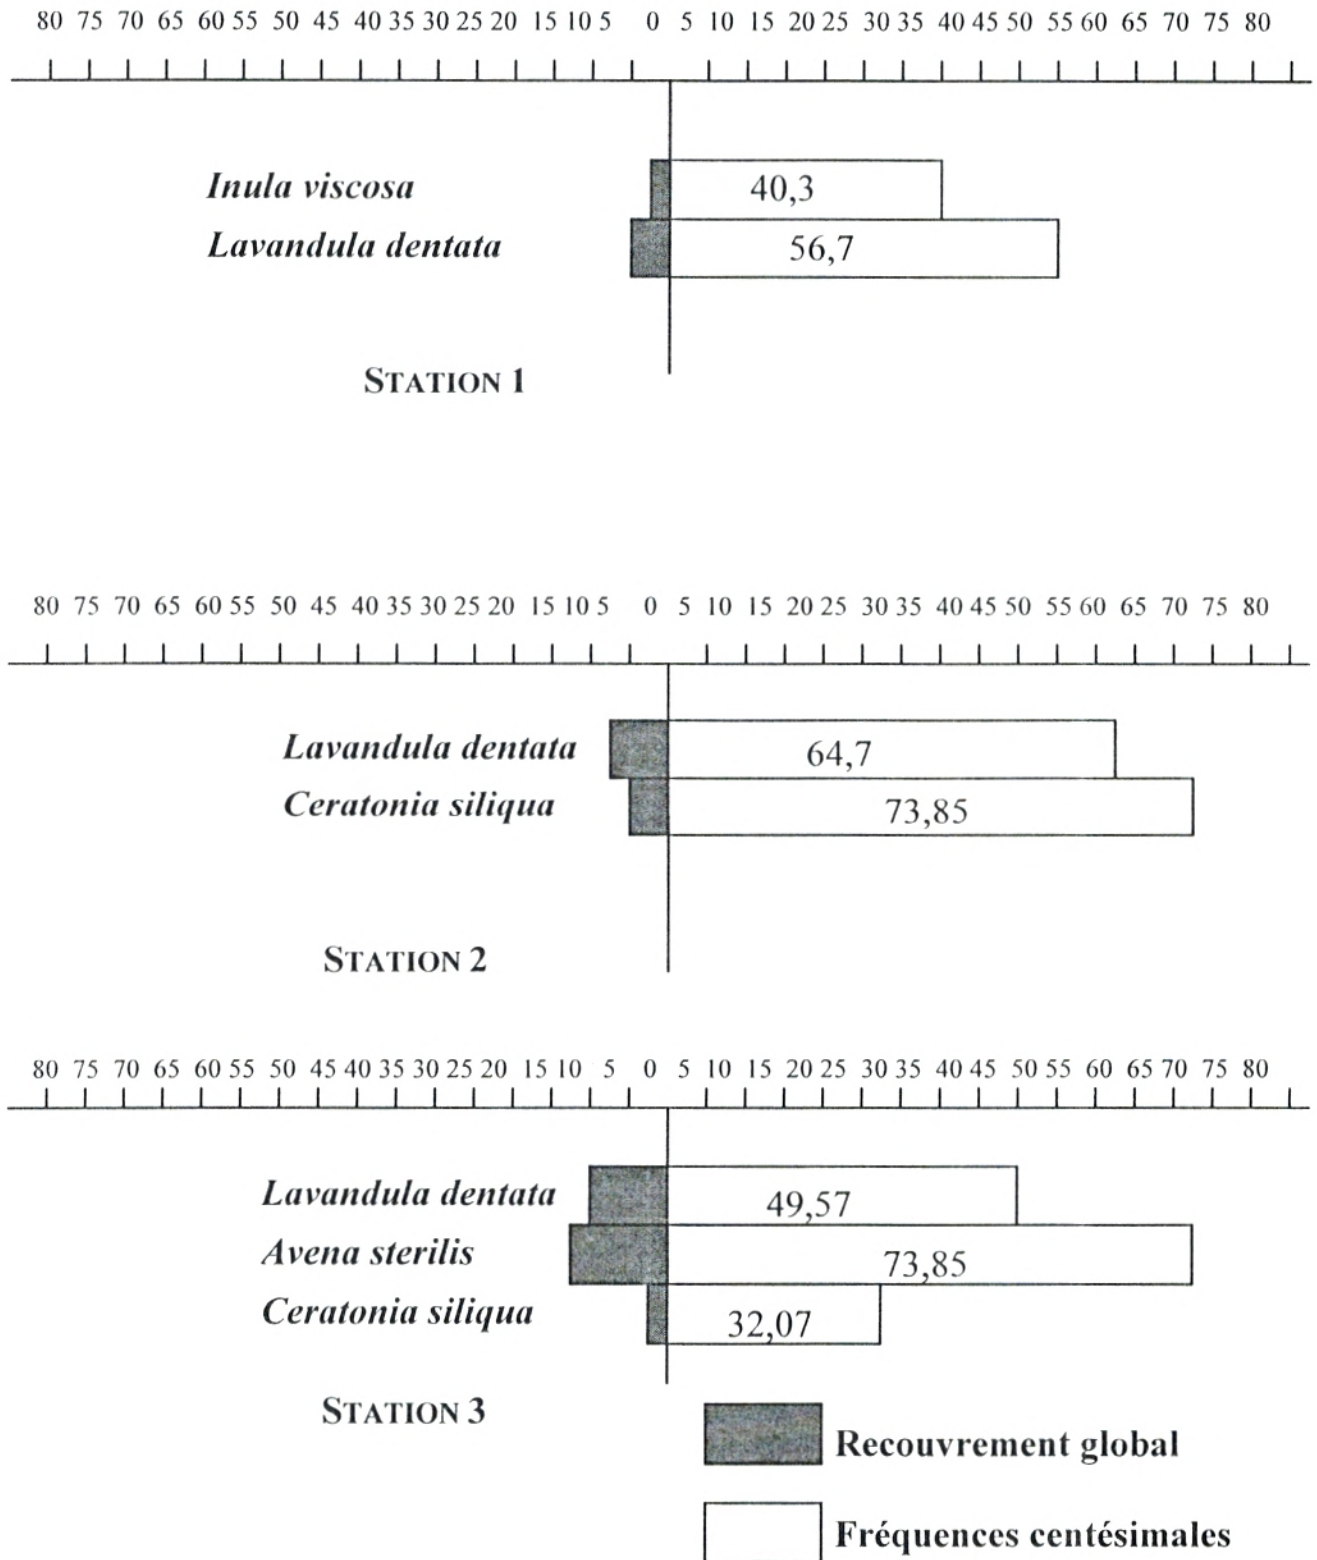 80 75 70 65 60 55 50 45 40 35 30 25 20 15 10 5 0 5 10 15 20 25 30 35 40 45 50 55 60 65 70 75 80
Inula viscosa 40,3
Lavandula dentata 56,7
STATION 1
80 75 70 65 60 55 50 45 40 35 30 25 20 15 10 5 0 5 10 15 20 25 30 35 40 45 50 55 60 65 70 75 80
Lavandula dentata 64,7
Ceratonia siliqua 73,85
STATION 2
80 75 70 65 60 55 50 45 40 35 30 25 20 15 10 5 0 5 10 15 20 25 30 35 40 45 50 55 60 65 70 75 80
Lavandula dentata 49,57
Avena sterilis 73,85
Ceratonia siliqua 32,07
STATION 3
Recouvrement global
Fréquences centésimales